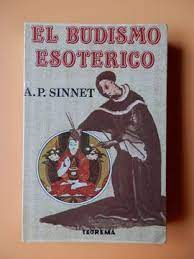 EL BUDISMO
ESOTERICO
A.P. SINNET
TEOREMA